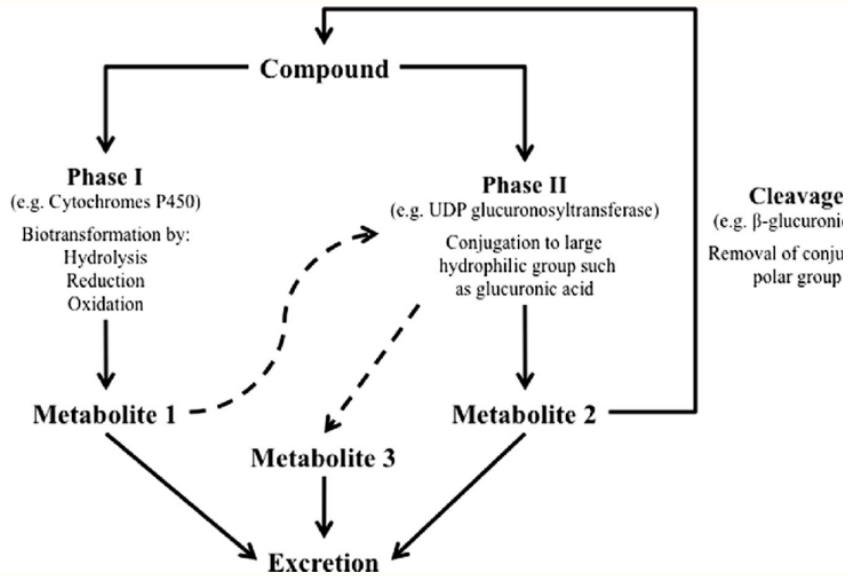 Compound
Phase I
(e.g. Cytochromes P450)
Biotransformation by:
Hydrolysis
Reduction
Oxidation
Phase II
(e.g. UDP glucuronosyltransferase)
Conjugation to large
hydrophilic group such
as glucuronic acid
Cleavage
(e.g. β-glucuronic
Removal of conju
polar group
Metabolite 1
Metabolite 2
Metabolite 3
Excretion